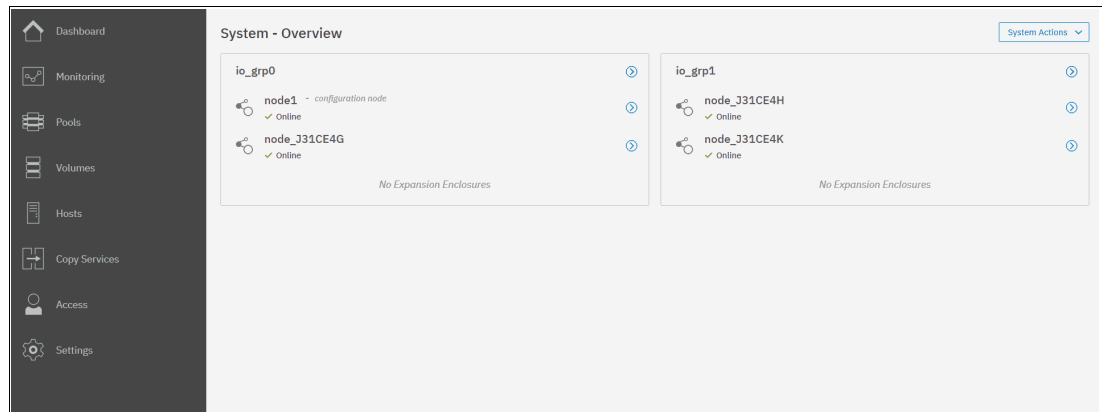 Dashboard
Monitoring
Pools
Volumes
Hosts
Copy Services
Access
Settings
System - Overview
System Actions
io_grp0
node1 - configuration node
Online
node_J31CE4G
Online
No Expansion Enclosures
io_grp1
node_J31CE4H
Online
node_J31CE4K
Online
No Expansion Enclosures